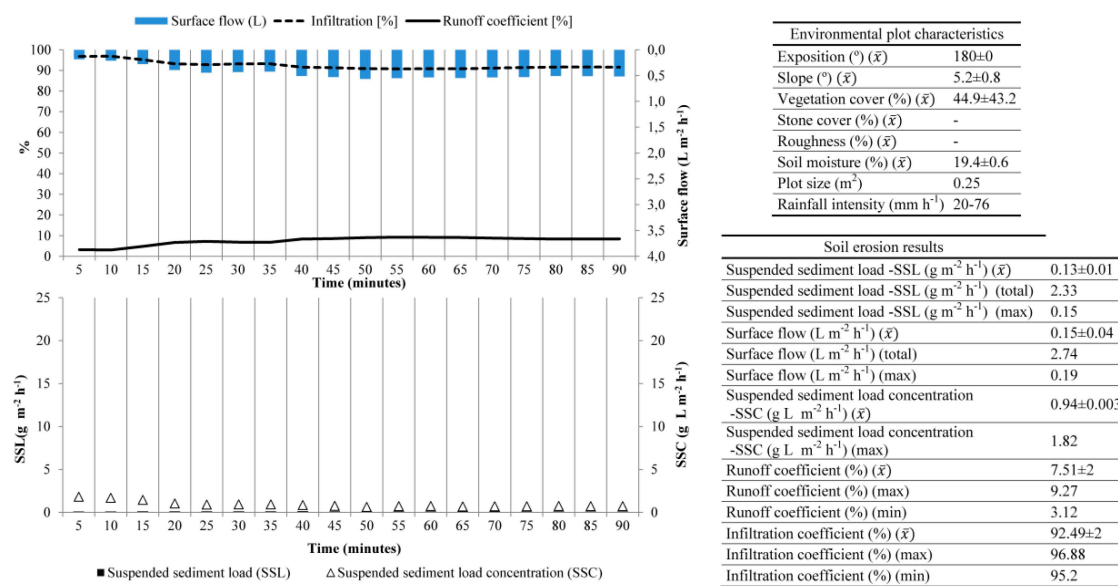 Surface flow (L) Infiltration [%] Runoff coefficient [%]
100 0,0
90 0,5
80 1,0
70 1,5
60
50 2,0
40 2,5
30 3,0
20 3,5
10
0 4,0
%
Surface flow (L m-2 h-1)
5 10 15 20 25 30 35 40 45 50 55 60 65 70 75 80 85 90
Time (minutes)
25 25
20 20
15 15
10 10
5 5
0 0
SSL(g m-2 h-1)
SSC (g L m-2 h-1)
5 10 15 20 25 30 35 40 45 50 55 60 65 70 75 80 85 90
Time (minutes)
Suspended sediment load (SSL) Suspended sediment load concentration (SSC)
Environmental plot characteristics
Exposition (º) (x̄) 180±0
Slope (º) (x̄) 5.2±0.8
Vegetation cover (%) (x̄) 44.9±43.2
Stone cover (%) (x̄) -
Roughness (%) (x̄) -
Soil moisture (%) (x̄) 19.4±0.6
Plot size (m2) 0.25
Rainfall intensity (mm h-1) 20-76
Soil erosion results
Suspended sediment load -SSL (g m-2 h-1) (x̄) 0.13±0.01
Suspended sediment load -SSL (g m-2 h-1) (total) 2.33
Suspended sediment load -SSL (g m-2 h-1) (max) 0.15
Surface flow (L m-2 h-1) (x̄) 0.15±0.04
Surface flow (L m-2 h-1) (total) 2.74
Surface flow (L m-2 h-1) (max) 0.19
Suspended sediment load concentration
-SSC (g L m-2 h-1) (x̄) 0.94±0.003
Suspended sediment load concentration
-SSC (g L m-2 h-1) (max) 1.82
Runoff coefficient (%) (x̄) 7.51±2
Runoff coefficient (%) (max) 9.27
Runoff coefficient (%) (min) 3.12
Infiltration coefficient (%) (x̄) 92.49±2
Infiltration coefficient (%) (max) 96.88
Infiltration coefficient (%) (min) 95.2